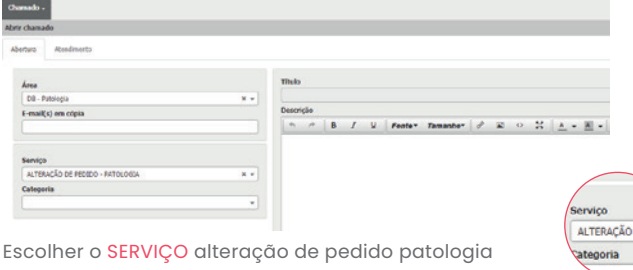 Chamado
Abrir chamado
Abertura Atendimento
Área
DB - Patologia
E-mail(s) em cópia
Serviço
ALTERAÇÃO DE PEDIDO - PATOLOGIA
Categoria
Título
Descrição
B I U Fonte Tamanho A A
Serviço
ALTERAÇÃO
Categoria
Escolher o SERVIÇO alteração de pedido patologia